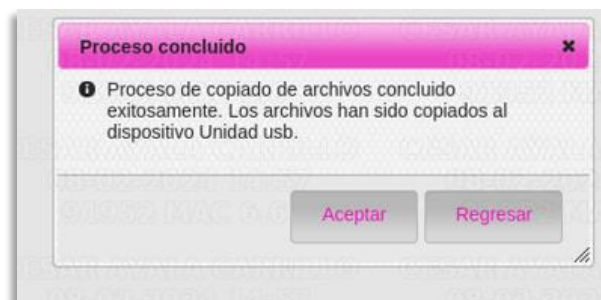 Proceso concluido
Proceso de copiado de archivos concluido
exitosamente. Los archivos han sido copiados al
dispositivo Unidad usb.
Aceptar
Regresar